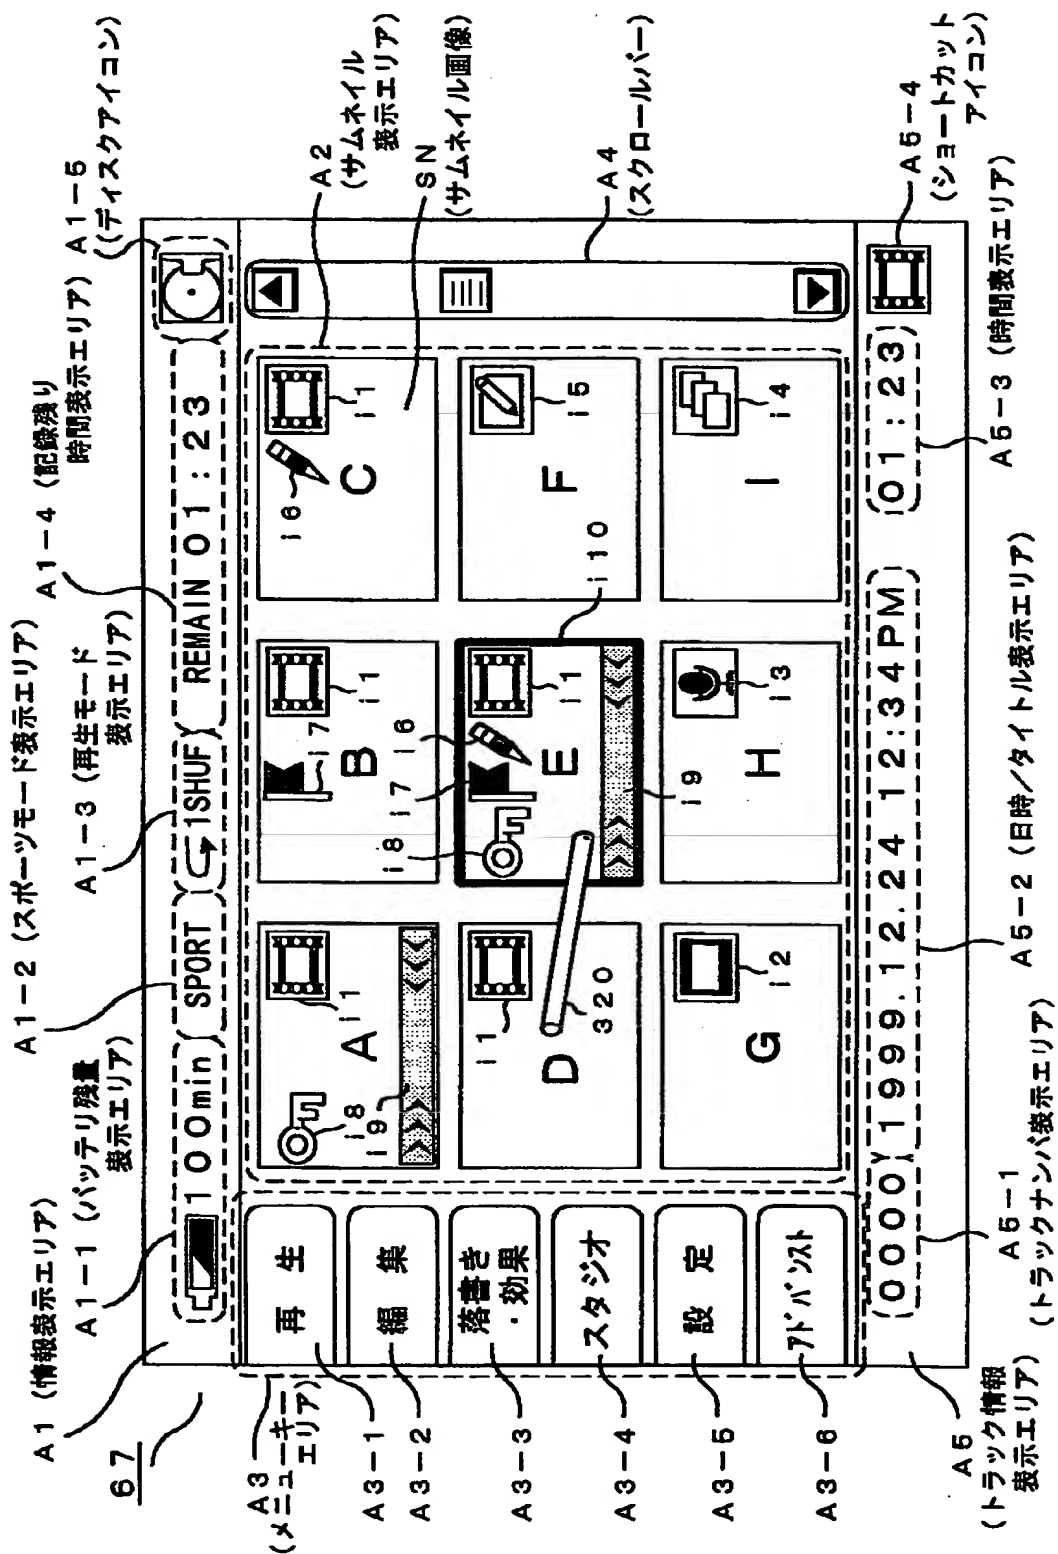 67
A1 (情報表示エリア)
A1-1 (バッテリ残量
表示エリア)
A1-2 (スポーツモード表示エリア)
A1-3 (再生モード
表示エリア)
A1-4 (記録残り
時間表示エリア)
A1-5
(ディスクアイコン)
100min
SPORT
1SHUF
REMAIN 01:23
A2
(サムネイル
表示エリア)
SN
(サムネイル画像)
A4
(スクロールバー)
A5-4
(ショートカット
アイコン)
A3
(メニューキー
エリア)
A3-1
A3-2
A3-3
A3-4
A3-5
A3-6
再生
編集
落書き
・効果
スタジオ
設定
アドバンスト
A
i1
i8
i9
B
i1
i7
C
i1
i6
D
i1
320
E
i1
i6
i7
i8
i9
i10
F
i5
G
i2
H
i3
I
i4
0000
1999.12.24 12:34PM
01:23
A5
(トラック情報
表示エリア)
A5-1
(トラックナンバ表示エリア)
A5-2 (日時/タイトル表示エリア)
A5-3 (時間表示エリア)